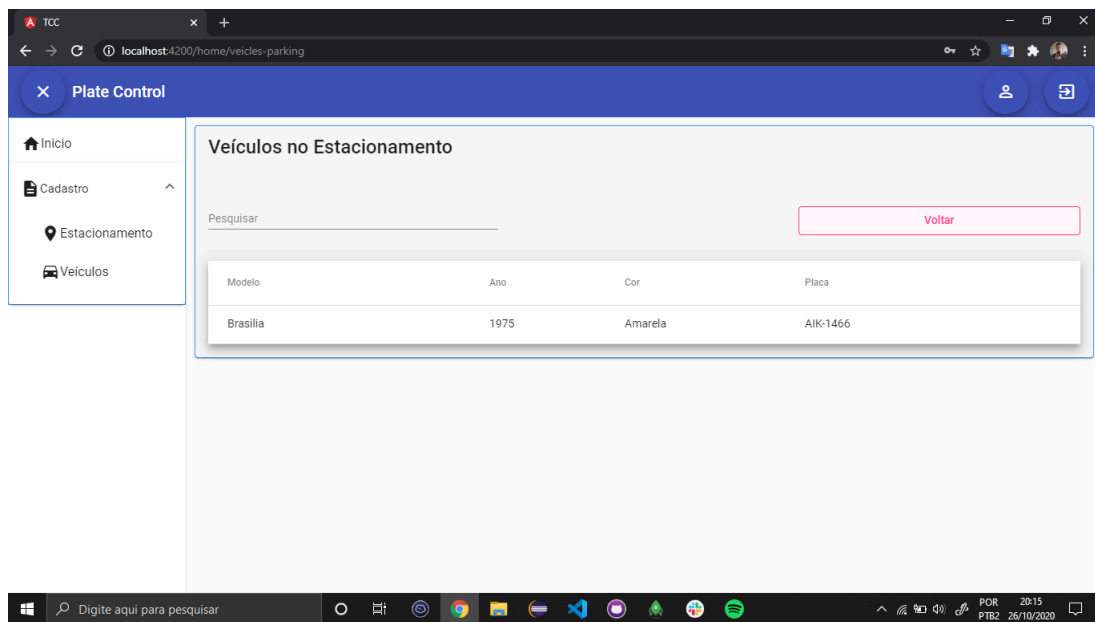 TCC
localhost:4200/home/veicles-parking
Plate Control
Inicio
Cadastro
Estacionamento
Veículos
Veículos no Estacionamento
Pesquisar
Voltar
Modelo Ano Cor Placa
Brasilia 1975 Amarela AIK-1466
Digite aqui para pesquisar
POR 20:15
PTB2 26/10/2020